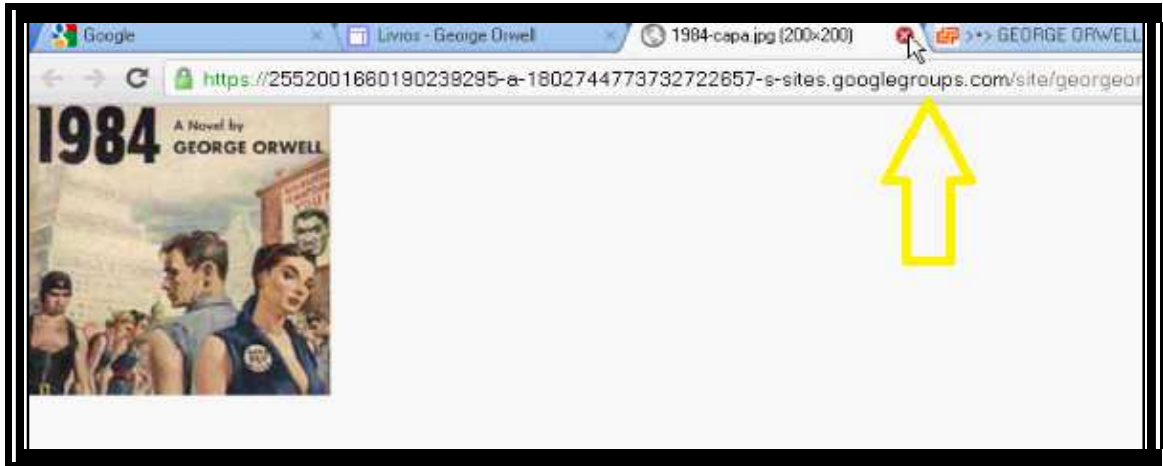 Google
Livros - George Orwell
1984-capa.jpg (200×200)
>•> GEORGE ORWELL
https://2552001660190239295-a-1802744773732722657-s-sites.googlegroups.com/site/georgeor
1984
A Novel by
GEORGE ORWELL